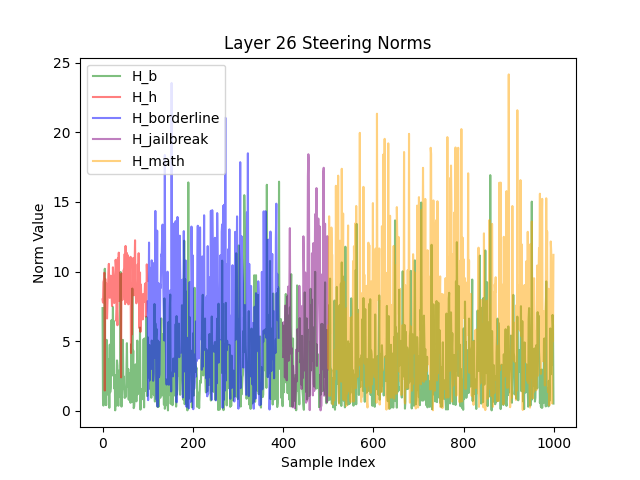 Layer 26 Steering Norms
25
20
15
10
5
0
Norm Value
H_b
H_h
H_borderline
H_jailbreak
H_math
0
200
400
600
800
1000
Sample Index